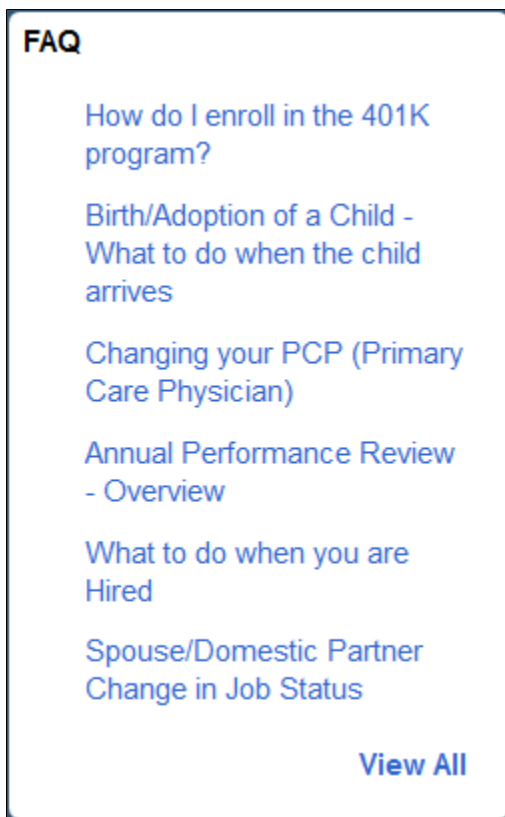 FAQ
How do I enroll in the 401K
program?
Birth/Adoption of a Child -
What to do when the child
arrives
Changing your PCP (Primary
Care Physician)
Annual Performance Review
- Overview
What to do when you are
Hired
Spouse/Domestic Partner
Change in Job Status
View All